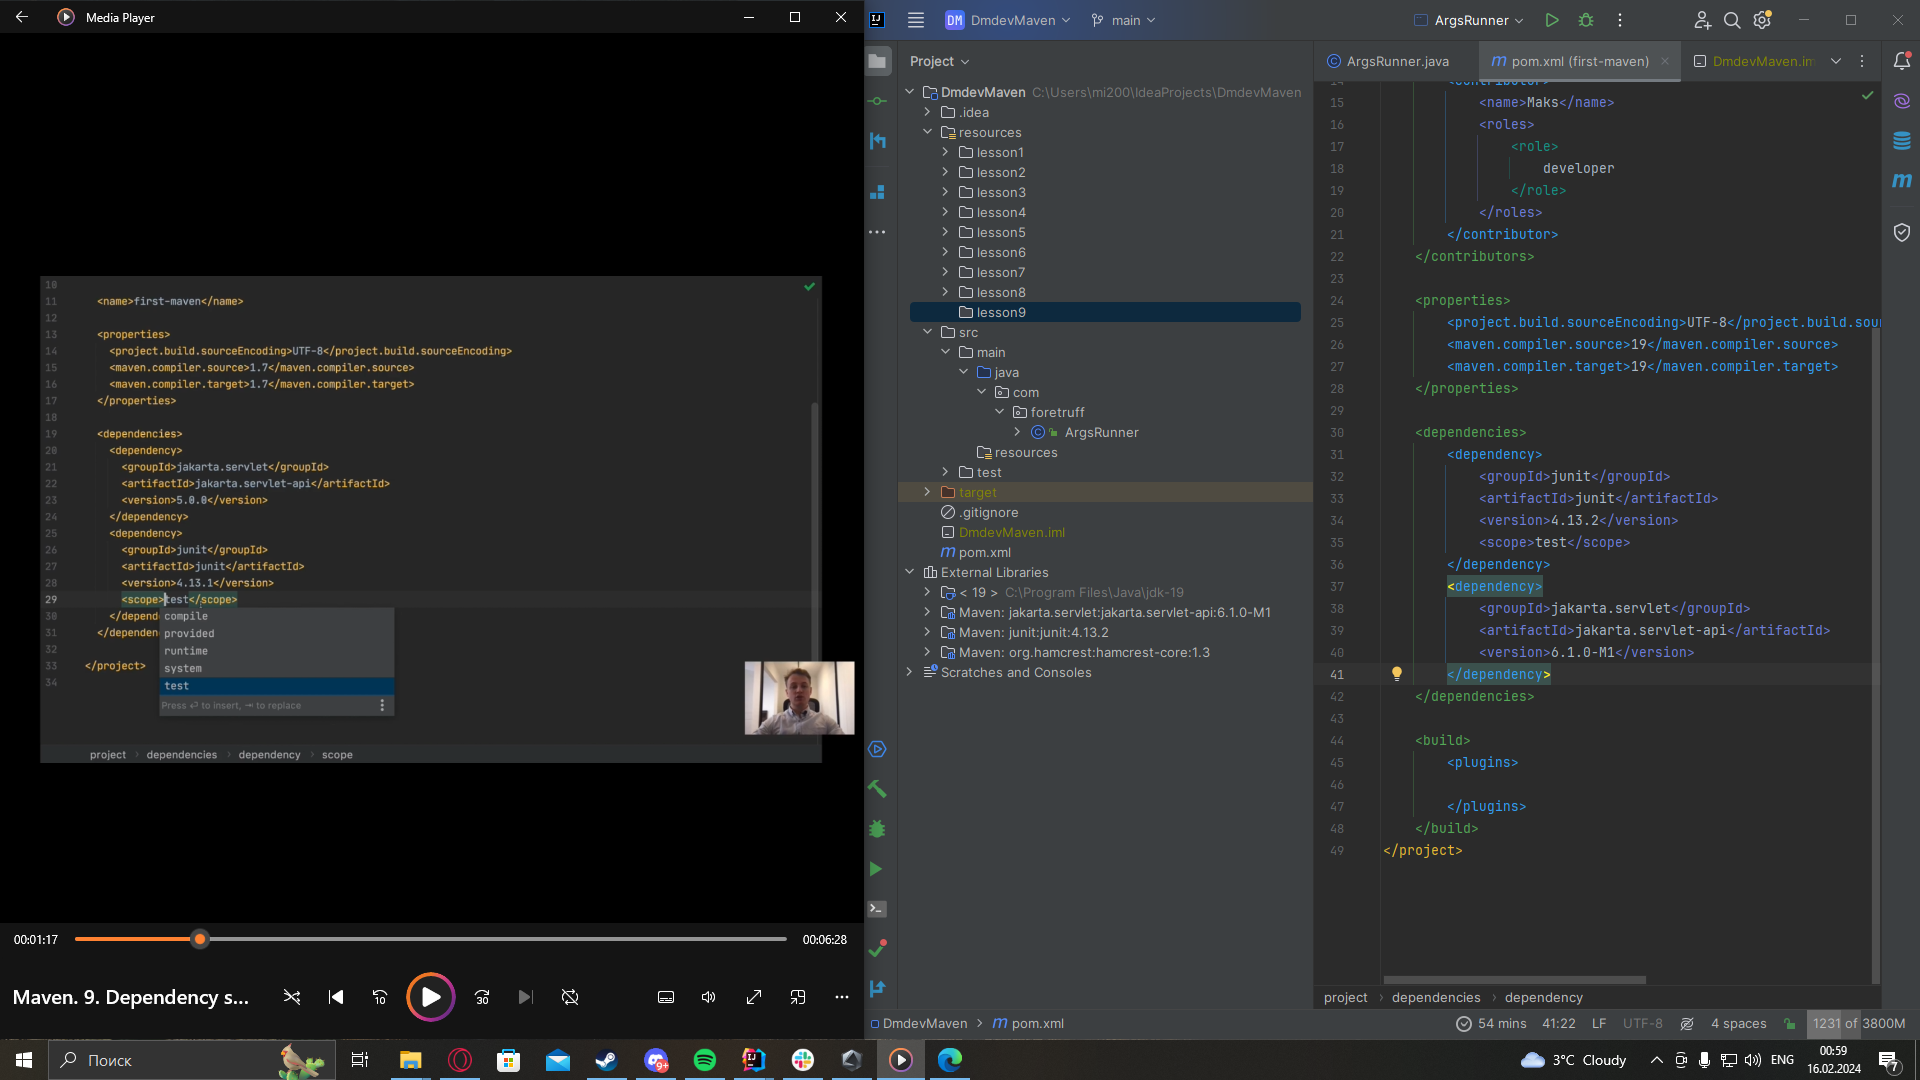 Media Player
10
11 <name>first-maven</name>
12
13 <properties>
14 <project.build.sourceEncoding>UTF-8</project.build.sourceEncoding>
15 <maven.compiler.source>1.7</maven.compiler.source>
16 <maven.compiler.target>1.7</maven.compiler.target>
17 </properties>
18
19 <dependencies>
20 <dependency>
21 <groupId>jakarta.servlet</groupId>
22 <artifactId>jakarta.servlet-api</artifactId>
23 <version>5.0.0</version>
24 </dependency>
25 <dependency>
26 <groupId>junit</groupId>
27 <artifactId>junit</artifactId>
28 <version>4.13.1</version>
29 <scope>test</scope>
30 </depend
31 </dependen
32
33 </project>
34
compile
provided
runtime
system
test
Press ⏎ to insert, ⇥ to replace
project > dependencies > dependency > scope
00:01:17
00:06:28
Maven. 9. Dependency s...
10
30
DM DmdevMaven
main
ArgsRunner
Project
DmdevMaven C:\Users\mi200\IdeaProjects\DmdevMaven
.idea
resources
lesson1
lesson2
lesson3
lesson4
lesson5
lesson6
lesson7
lesson8
lesson9
src
main
java
com
foretruff
ArgsRunner
resources
test
target
.gitignore
DmdevMaven.iml
pom.xml
External Libraries
< 19 > C:\Program Files\Java\jdk-19
Maven: jakarta.servlet:jakarta.servlet-api:6.1.0-M1
Maven: junit:junit:4.13.2
Maven: org.hamcrest:hamcrest-core:1.3
Scratches and Consoles
ArgsRunner.java
pom.xml (first-maven)
DmdevMaven.im
14 <contributor>
15 <name>Maks</name>
16 <roles>
17 <role>
18 developer
19 </role>
20 </roles>
21 </contributor>
22 </contributors>
23
24 <properties>
25 <project.build.sourceEncoding>UTF-8</project.build.sou
26 <maven.compiler.source>19</maven.compiler.source>
27 <maven.compiler.target>19</maven.compiler.target>
28 </properties>
29
30 <dependencies>
31 <dependency>
32 <groupId>junit</groupId>
33 <artifactId>junit</artifactId>
34 <version>4.13.2</version>
35 <scope>test</scope>
36 </dependency>
37 <dependency>
38 <groupId>jakarta.servlet</groupId>
39 <artifactId>jakarta.servlet-api</artifactId>
40 <version>6.1.0-M1</version>
41 </dependency>
42 </dependencies>
43
44 <build>
45 <plugins>
46
47 </plugins>
48 </build>
49 </project>
project > dependencies > dependency
DmdevMaven > pom.xml
54 mins 41:22 LF UTF-8 4 spaces 1231 of 3800M
Поиск
9+
3°C Cloudy
ENG
00:59
16.02.2024
7